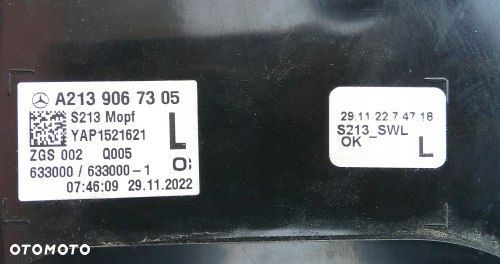 A213 906 73 05
S213 Mopf
YAP1521621
L
ZGS 002 Q005
633000 / 633000-1
07:46:09 29.11.2022
29.11.22 7 47 18
S213_SWL
OK
L
OTOMOTO